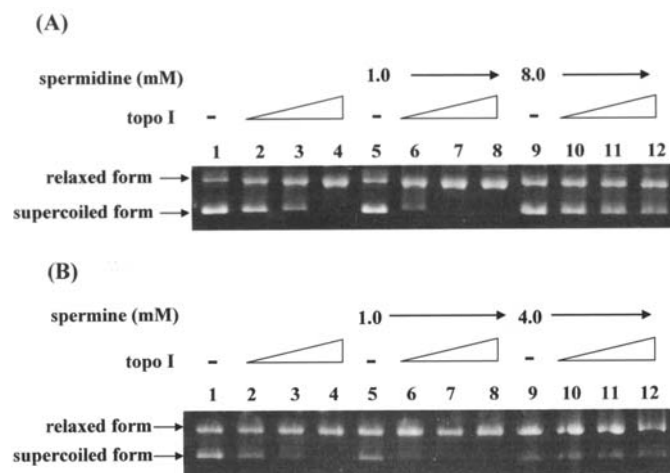 (A)
spermidine (mM) 1.0 8.0
topo I - - -
1 2 3 4 5 6 7 8 9 10 11 12
relaxed form
supercoiled form
(B)
spermine (mM) 1.0 4.0
topo I - - -
1 2 3 4 5 6 7 8 9 10 11 12
relaxed form
supercoiled form